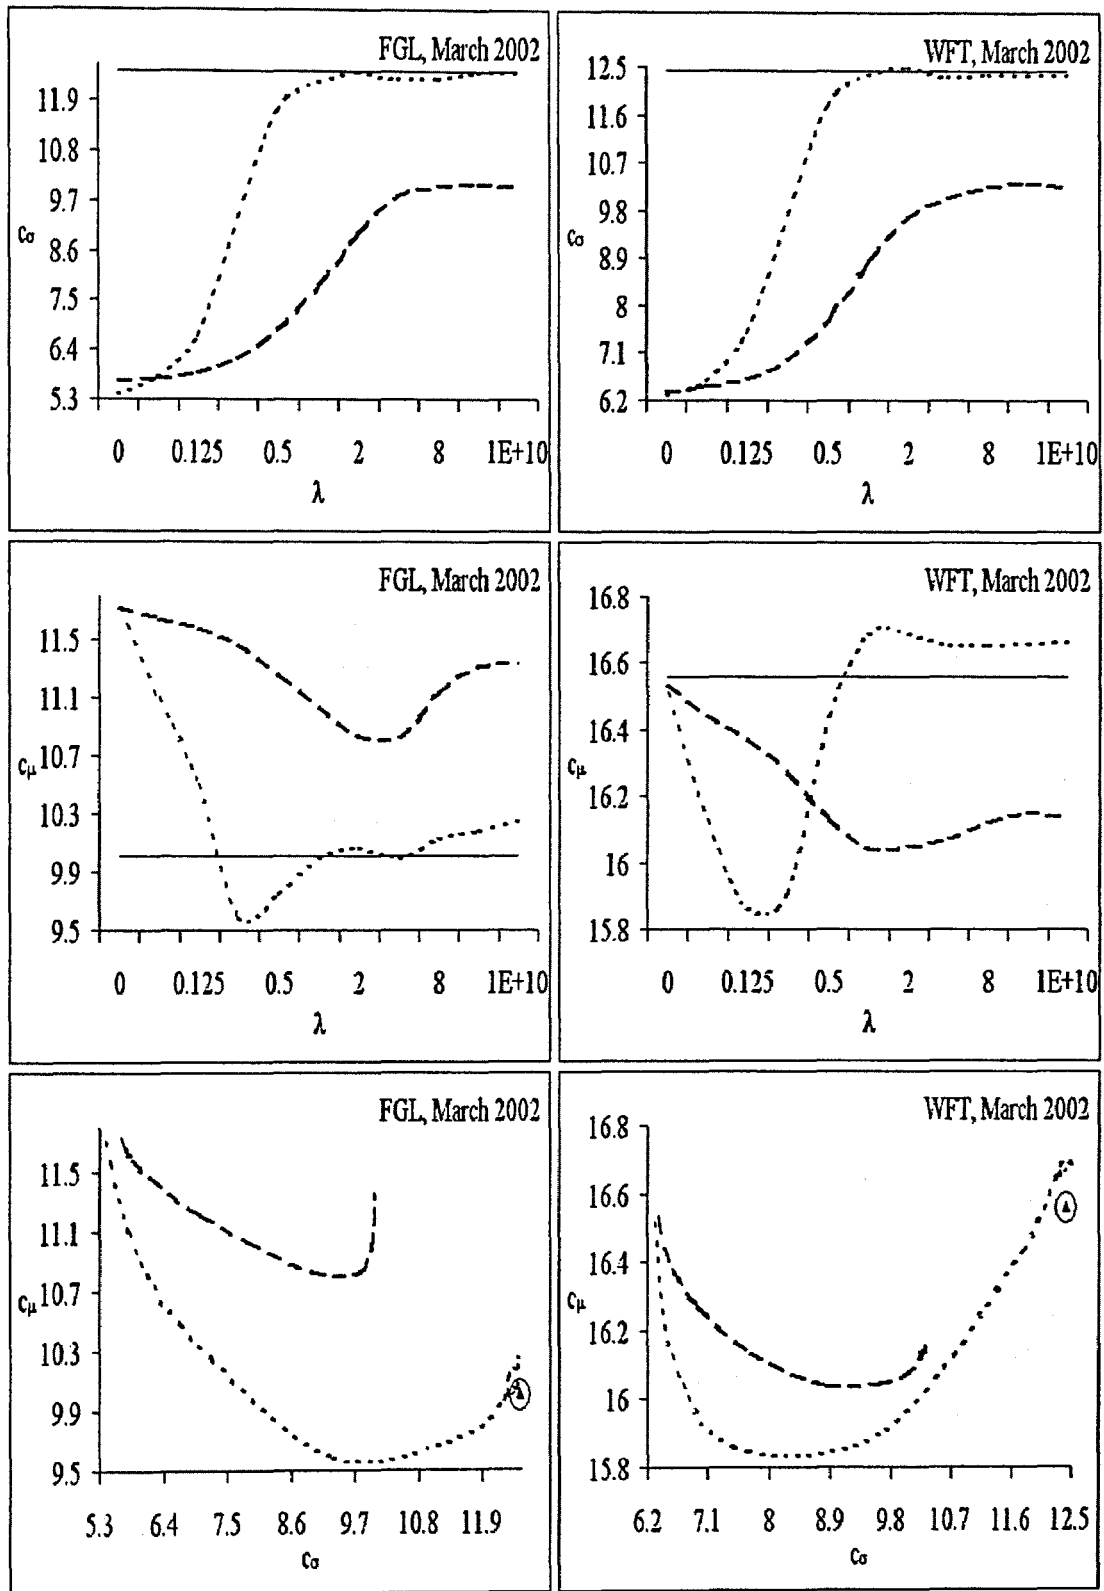 FGL, March 2002
11.9
10.8
9.7
cσ 8.6
7.5
6.4
5.3
0 0.125 0.5 2 8 1E+10
λ
WFT, March 2002
12.5
11.6
10.7
9.8
cσ 8.9
8
7.1
6.2
0 0.125 0.5 2 8 1E+10
λ
FGL, March 2002
11.5
11.1
cμ 10.7
10.3
9.9
9.5
0 0.125 0.5 2 8 1E+10
λ
WFT, March 2002
16.8
16.6
16.4
cμ 16.2
16
15.8
0 0.125 0.5 2 8 1E+10
λ
FGL, March 2002
11.5
11.1
cμ 10.7
10.3
9.9
9.5
5.3 6.4 7.5 8.6 9.7 10.8 11.9
cσ
WFT, March 2002
16.8
16.6
16.4
cμ 16.2
16
15.8
6.2 7.1 8 8.9 9.8 10.7 11.6 12.5
cσ